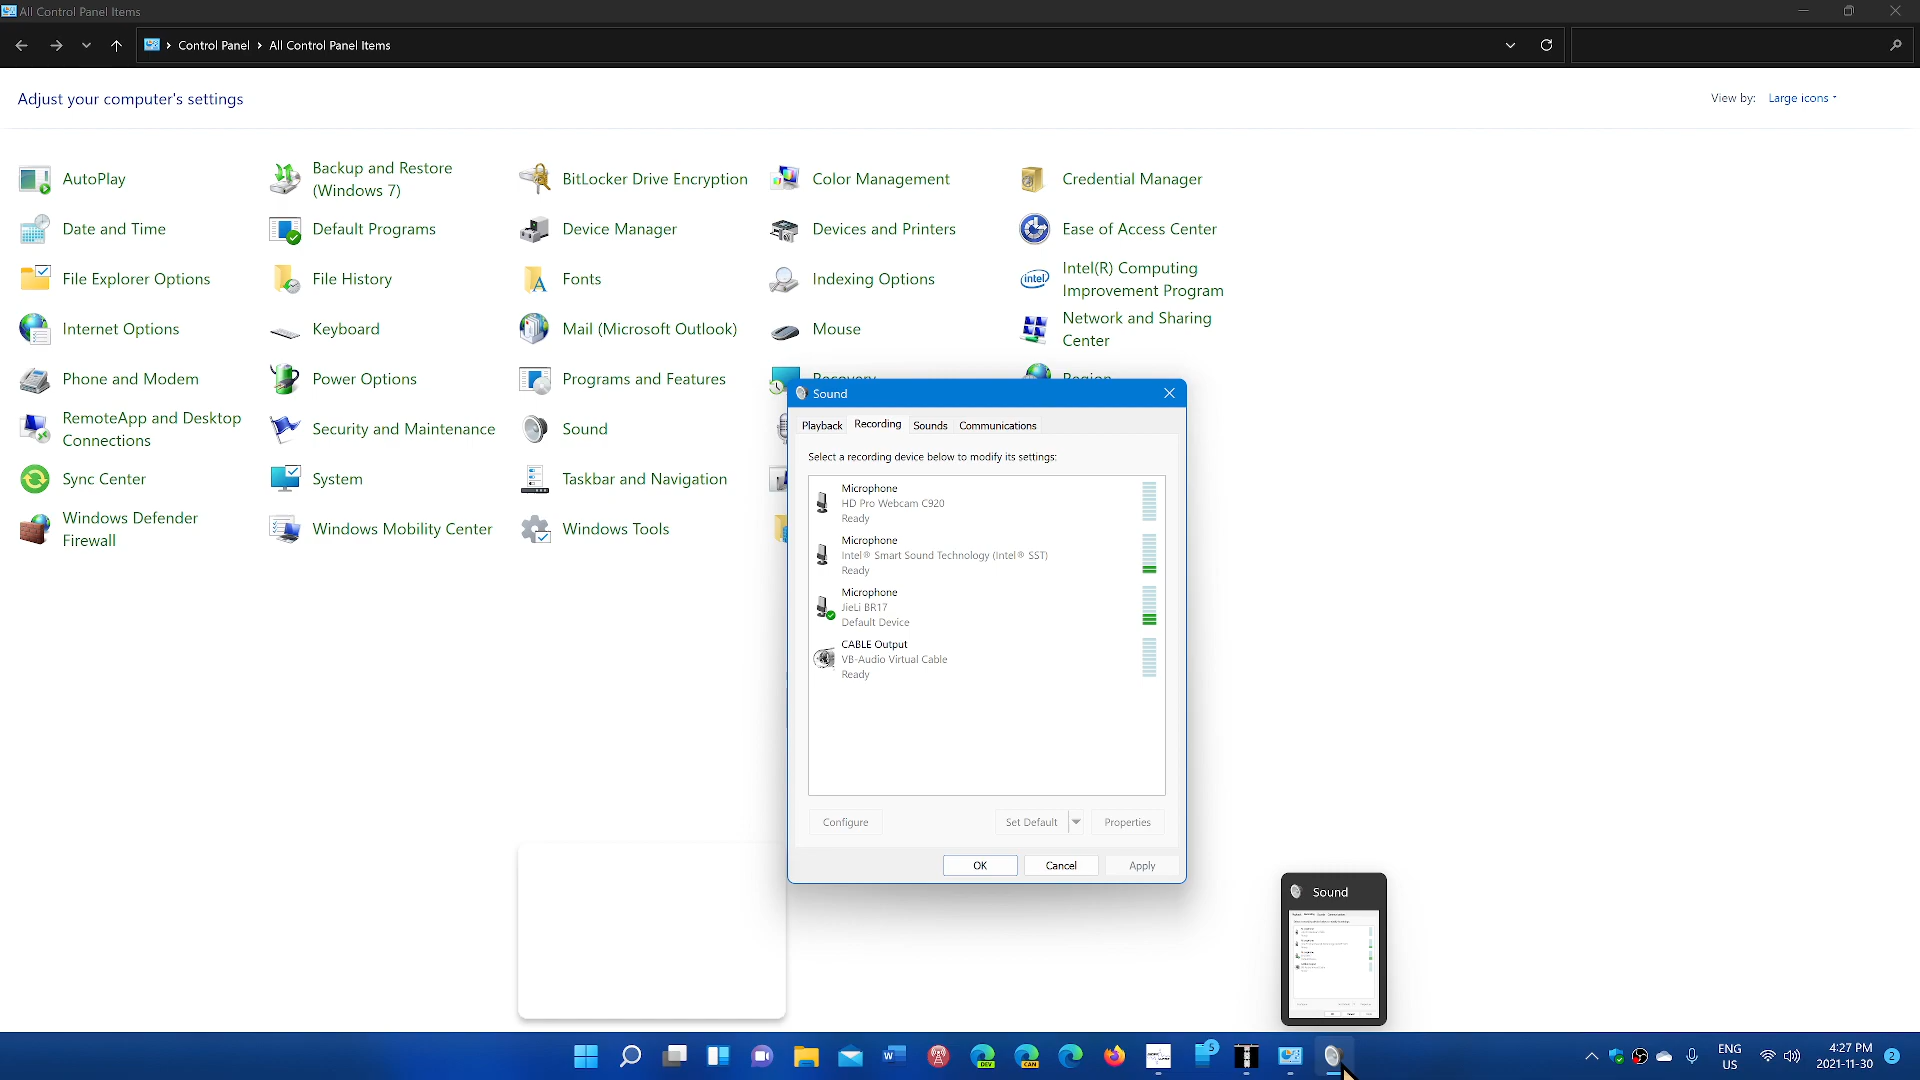 All Control Panel Items
Control Panel > All Control Panel Items
Adjust your computer's settings
View by: Large icons
AutoPlay
Backup and Restore
(Windows 7)
BitLocker Drive Encryption
Color Management
Credential Manager
Date and Time
Default Programs
Device Manager
Devices and Printers
Ease of Access Center
File Explorer Options
File History
Fonts
Indexing Options
intel
Intel(R) Computing
Improvement Program
Internet Options
Keyboard
Mail (Microsoft Outlook)
Mouse
Network and Sharing
Center
Phone and Modem
Power Options
Programs and Features
Recovery
Region
RemoteApp and Desktop
Connections
Security and Maintenance
Sound
Sync Center
System
Taskbar and Navigation
Windows Defender
Firewall
Windows Mobility Center
Windows Tools
Sound
Playback Recording Sounds Communications
Select a recording device below to modify its settings:
Microphone
HD Pro Webcam C920
Ready
Microphone
Intel® Smart Sound Technology (Intel® SST)
Ready
Microphone
JieLi BR17
Default Device
CABLE Output
VB-Audio Virtual Cable
Ready
Configure
Set Default
Properties
OK
Cancel
Apply
Sound
DEV
CAN
5
ENG
US
4:27 PM
2021-11-30
2